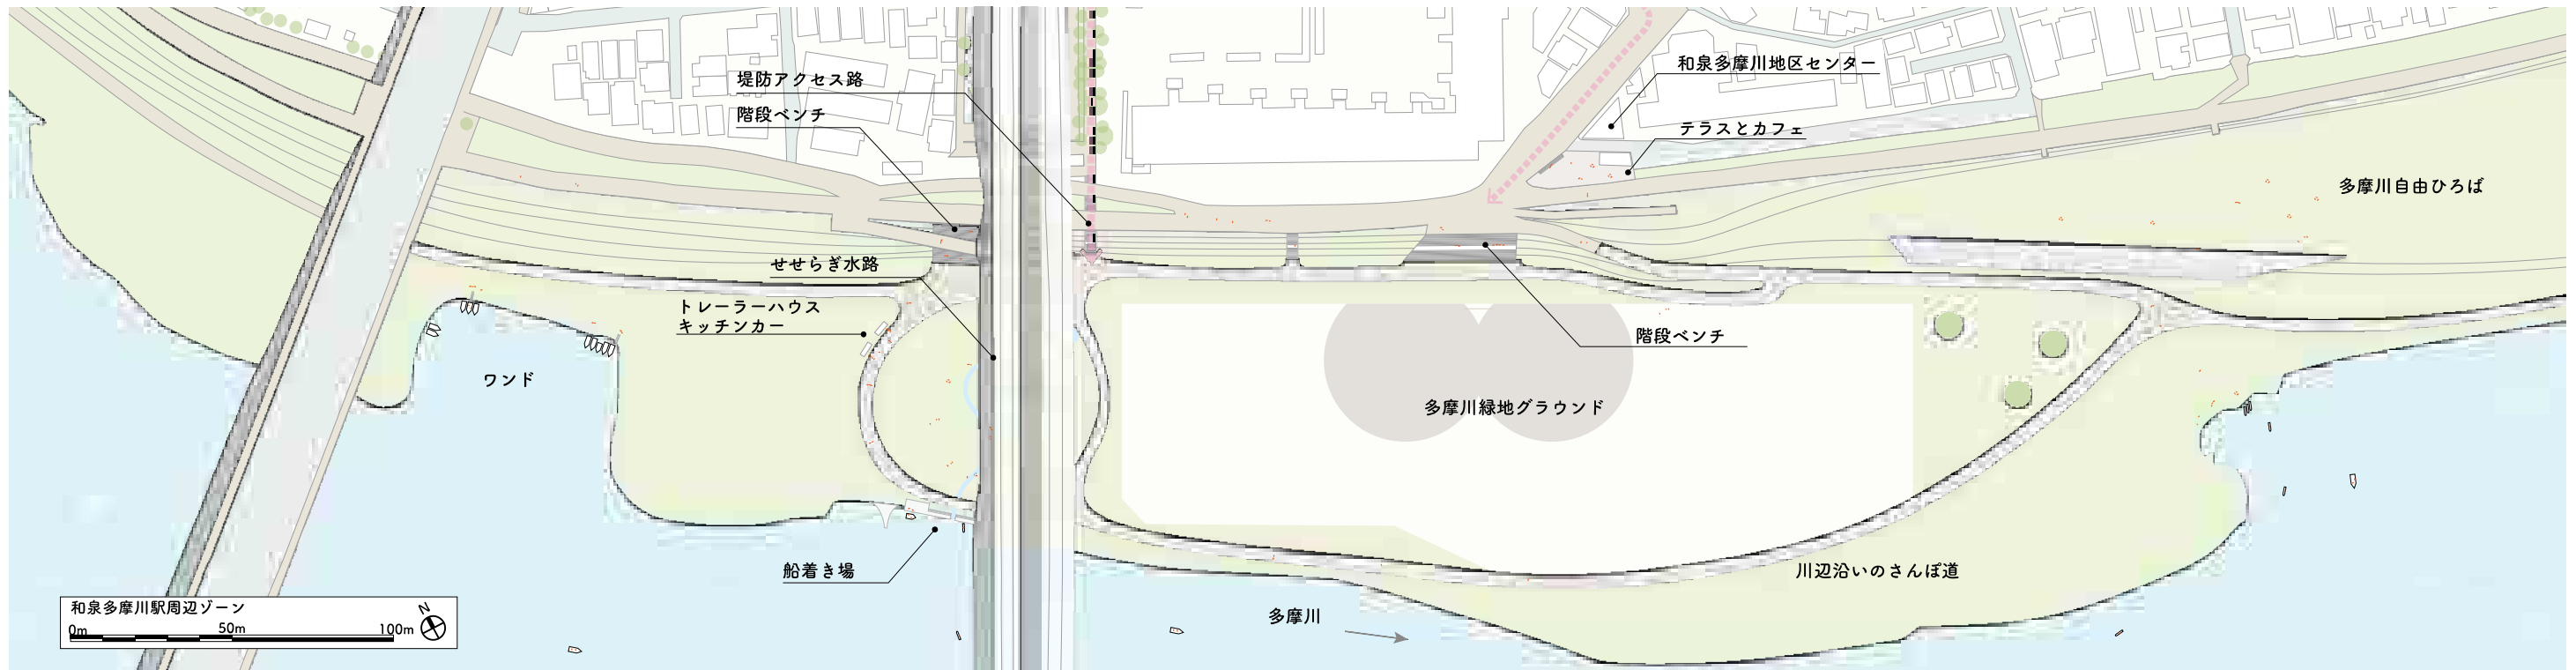 堤防アクセス路
階段ベンチ
和泉多摩川地区センター
テラスとカフェ
多摩川自由ひろば
せせらぎ水路
トレーラーハウス
キッチンカー
階段ベンチ
ワンド
多摩川緑地グラウンド
船着き場
川辺沿いのさんぽ道
多摩川
和泉多摩川駅周辺ゾーン
0m 50m 100m
N